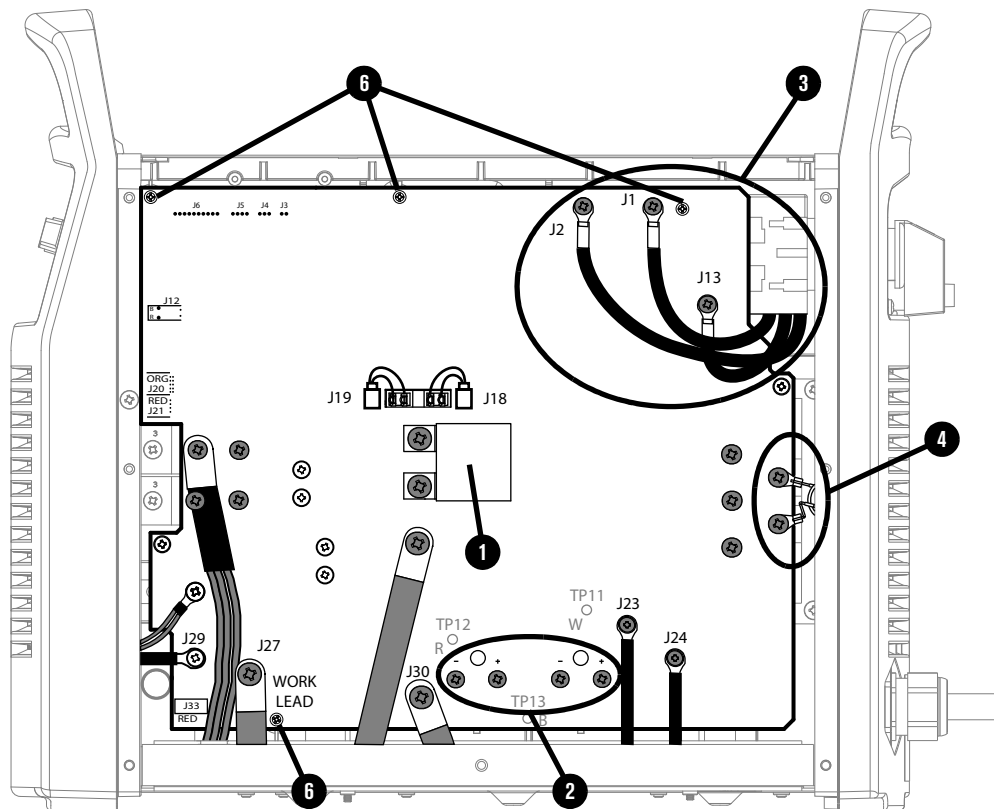 6
3
J6
J5
J4
J3
J1
J2
J13
J12
B
R
ORG
J20
RED
J21
J19
J18
3
3
4
1
TP11
W
TP12
R
J23
J29
J27
J24
WORK
LEAD
J30
- +
- +
TP13
B
J33
RED
6
2